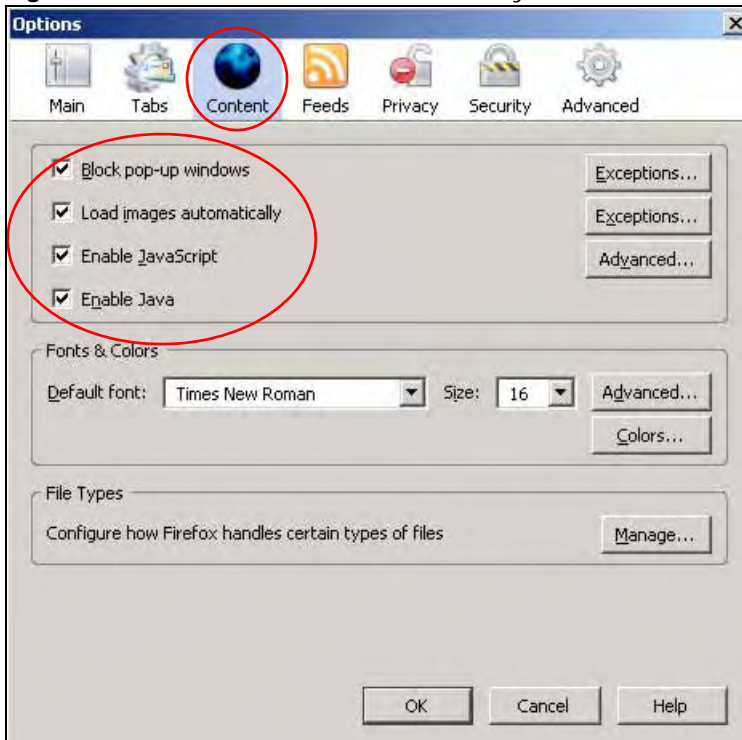 Options
Main Tabs Content Feeds Privacy Security Advanced
Block pop-up windows Exceptions...
Load images automatically Exceptions...
Enable JavaScript Advanced...
Enable Java
Fonts & Colors
Default font: Times New Roman Size: 16 Advanced...
Colors...
File Types
Configure how Firefox handles certain types of files Manage...
OK Cancel Help